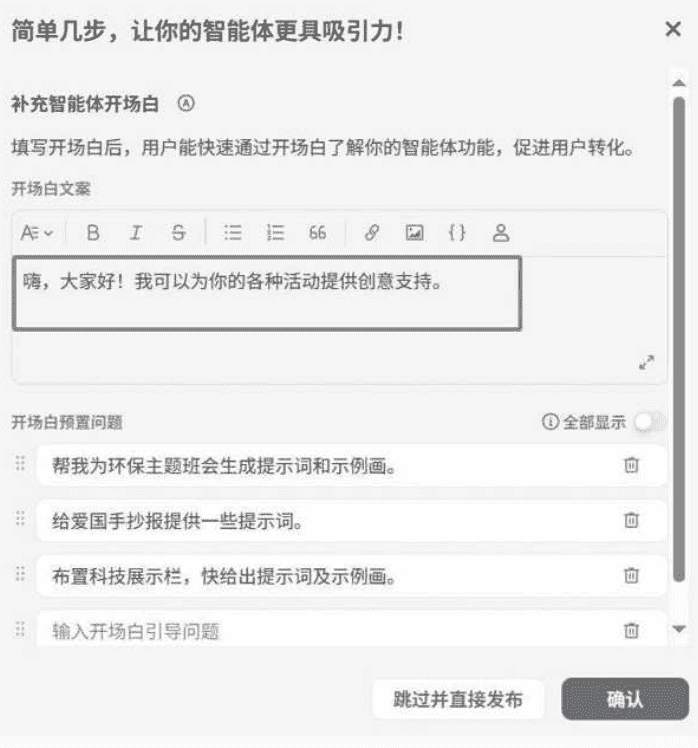 简单几步，让你的智能体更具吸引力！
补充智能体开场白
填写开场白后，用户能快速通过开场白了解你的智能体功能，促进用户转化。
开场白文案
嗨，大家好！我可以为你的各种活动提供创意支持。
开场白预置问题 全部显示
帮我为环保主题班会生成提示词和示例画。
给爱国手抄报提供一些提示词。
布置科技展示栏，快给出提示词及示例画。
输入开场白引导问题
跳过并直接发布 确认